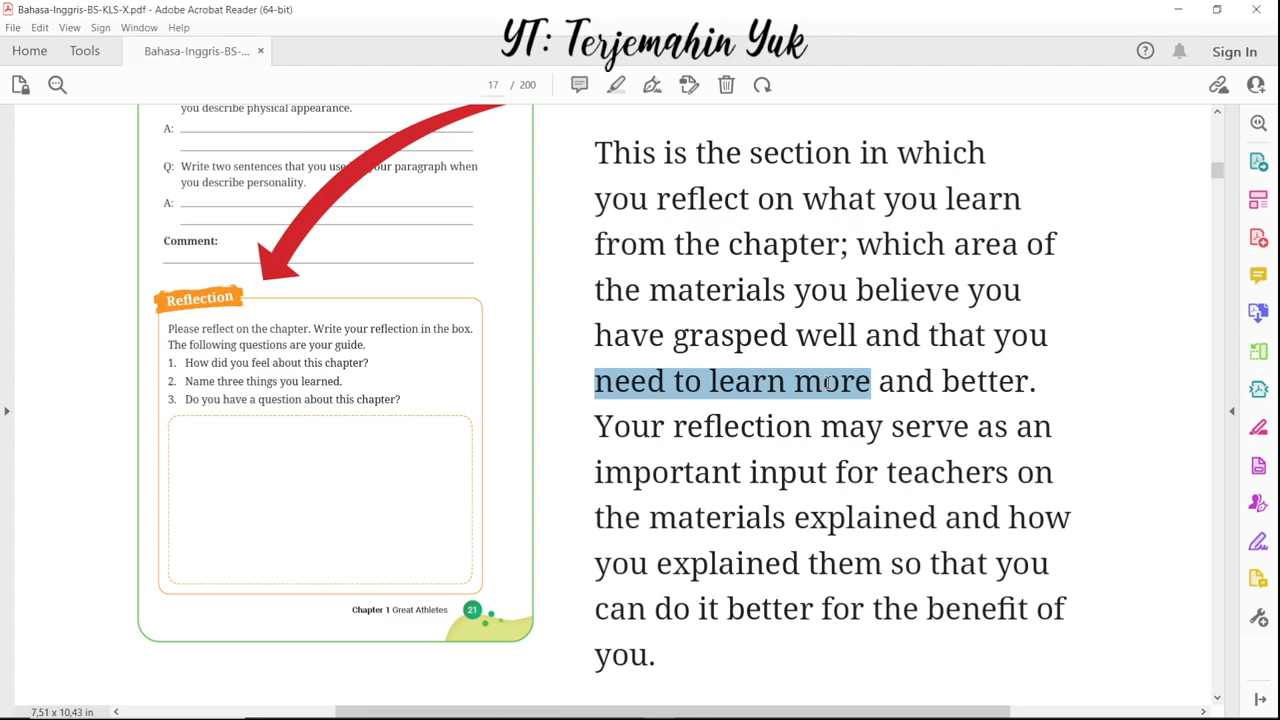 Bahasa-Inggris-BS-KLS-X.pdf - Adobe Acrobat Reader (64-bit)
File Edit View Sign Window Help
YT: Terjemahin Yuk
Home Tools Bahasa-Inggris-BS-... × Sign In
17 / 200
you describe physical appearance.
A:
Q: Write two sentences that you use your paragraph when
you describe personality.
A:
Comment:
Reflection
Please reflect on the chapter. Write your reflection in the box.
The following questions are your guide.
1. How did you feel about this chapter?
2. Name three things you learned.
3. Do you have a question about this chapter?
Chapter 1 Great Athletes 21
This is the section in which
you reflect on what you learn
from the chapter; which area of
the materials you believe you
have grasped well and that you
need to learn more and better.
Your reflection may serve as an
important input for teachers on
the materials explained and how
you explained them so that you
can do it better for the benefit of
you.
7,51 x 10,43 in